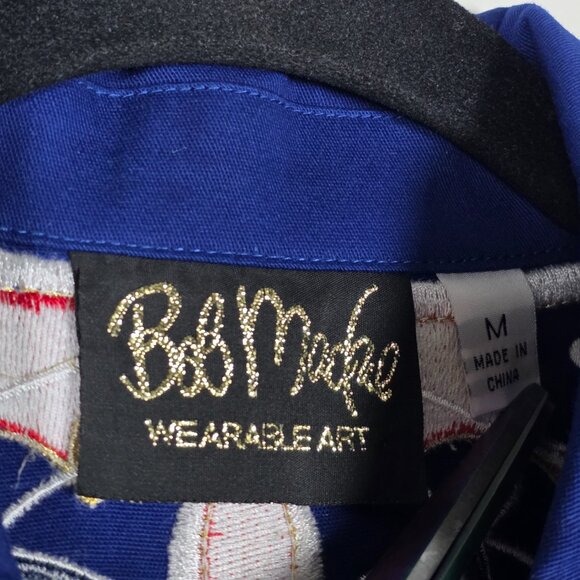 Bob Mackie
WEARABLE ART
M
MADE IN
CHINA